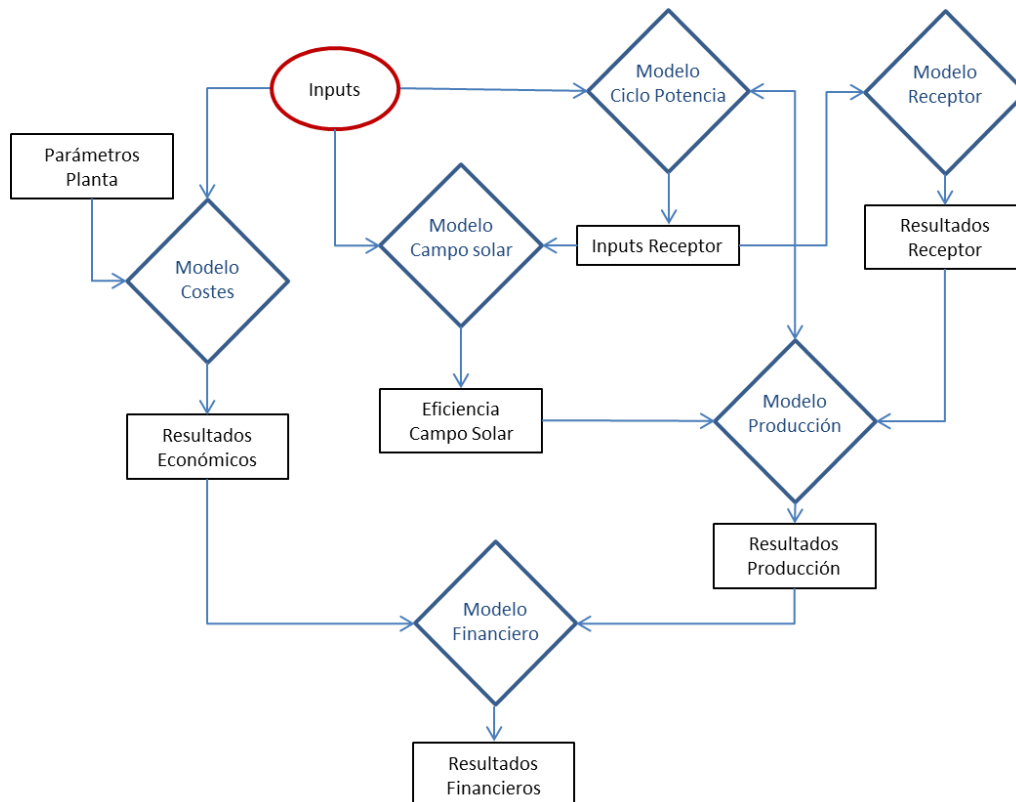 Inputs
Modelo
Ciclo Potencia
Modelo
Receptor
Parámetros
Planta
Modelo
Campo solar
Inputs Receptor
Resultados
Receptor
Modelo
Costes
Eficiencia
Campo Solar
Modelo
Producción
Resultados
Económicos
Resultados
Producción
Modelo
Financiero
Resultados
Financieros